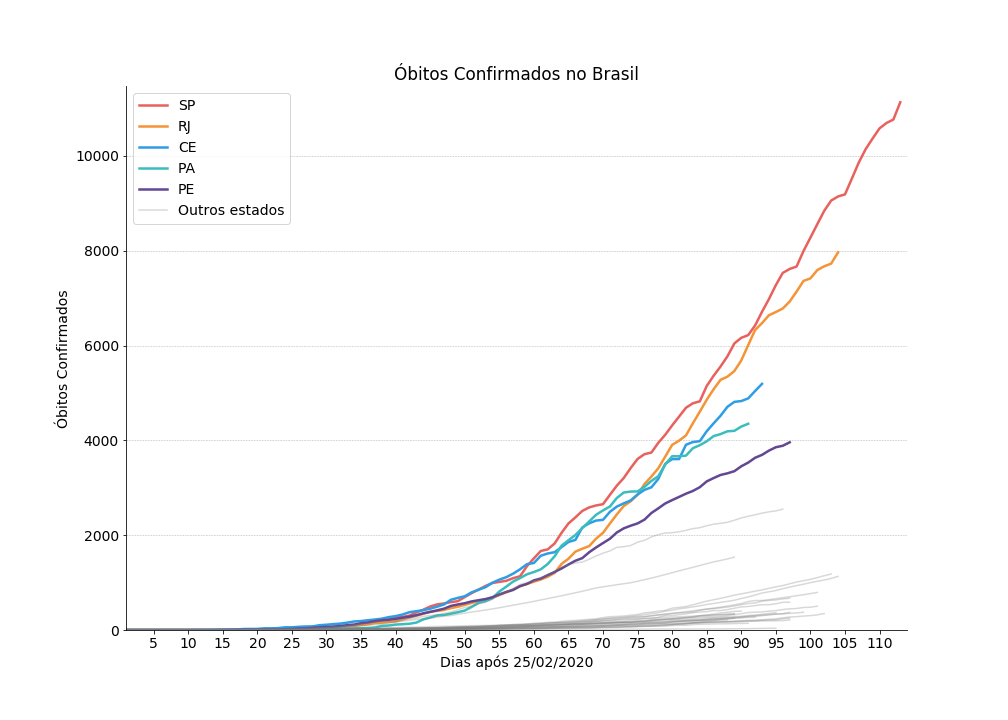 Óbitos Confirmados no Brasil
SP
RJ
CE
PA
PE
Outros estados
Óbitos Confirmados
10000
8000
6000
4000
2000
0
5 10 15 20 25 30 35 40 45 50 55 60 65 70 75 80 85 90 95 100 105 110
Dias após 25/02/2020